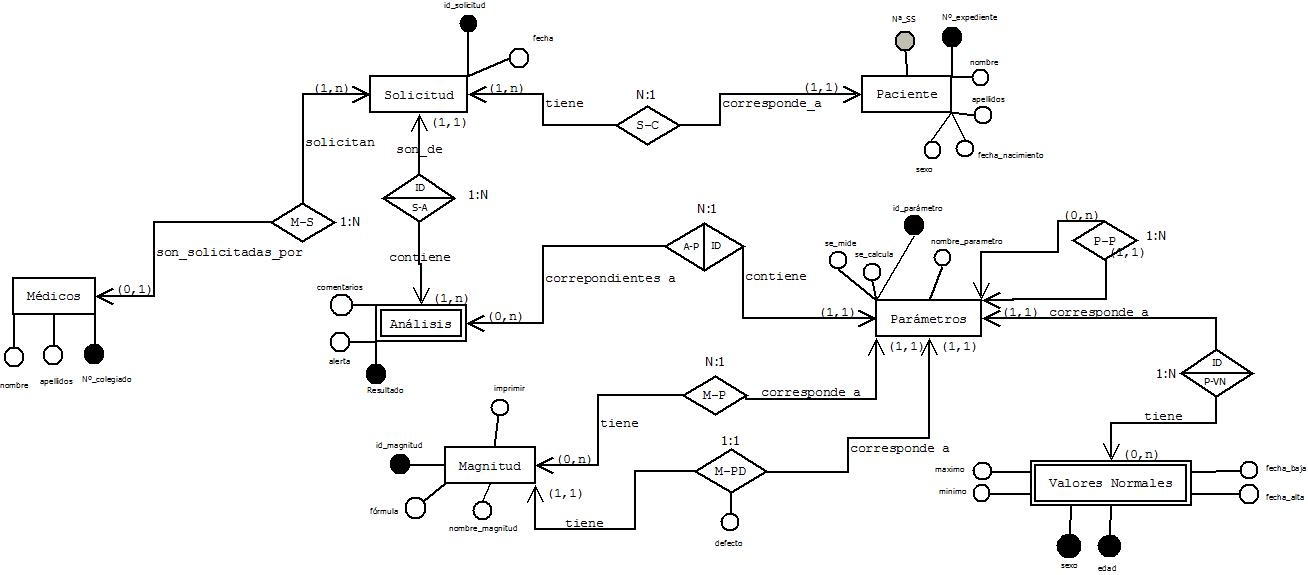 id_solicitud
fecha
Nª_SS
Nº_expediente
nombre
apellidos
fecha_nacimiento
sexo
(1,n)
Solicitud
(1,n)
tiene
N:1
S-C
corresponde_a
(1,1)
Paciente
(1,1)
solicitan
son_de
ID
S-A
1:N
M-S
1:N
son_solicitadas_por
contiene
Médicos
(0,1)
nombre
apellidos
Nº_colegiado
comentarios
(1,n)
Análisis
(0,n)
alerta
Resultado
N:1
A-P
ID
correpondientes a
contiene
id_parámetro
se_mide
se_calcula
nombre_parametro
(0,n)
P-P
1:N
(1,1)
(1,1)
Parámetros
(1,1)
corresponde a
(1,1)
(1,1)
N:1
M-P
corresponde a
tiene
imprimir
id_magnitud
Magnitud
(0,n)
(1,1)
fórmula
nombre_magnitud
1:1
M-PD
corresponde a
tiene
defecto
ID
P-VN
1:N
tiene
(0,n)
maximo
minimo
Valores Normales
fecha_baja
fecha_alta
sexo
edad